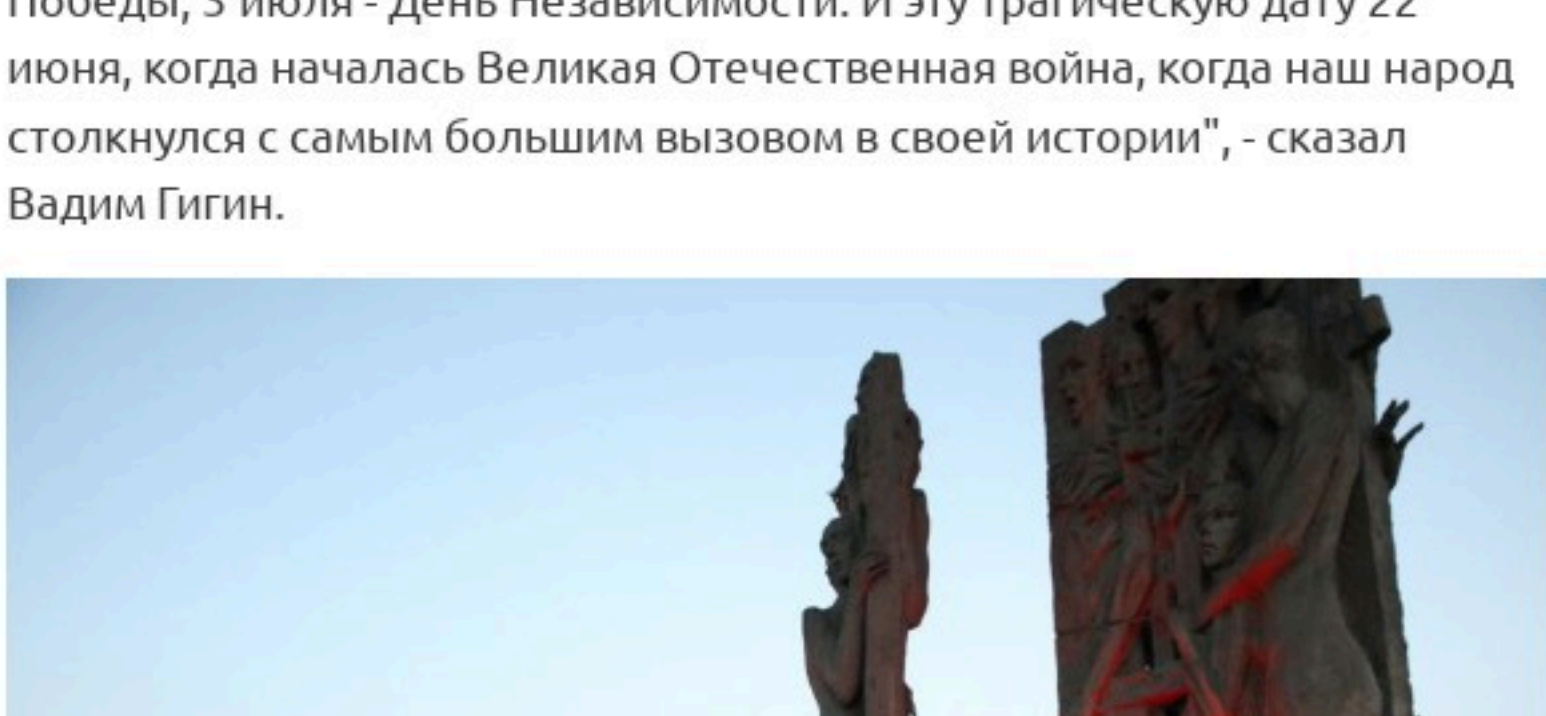 Победы, 3 июля - День Независимости. И эту трагическую дату 22
июня, когда началась Великая Отечественная война, когда наш народ
столкнулся с самым большим вызовом в своей истории", - сказал
Вадим Гигин.